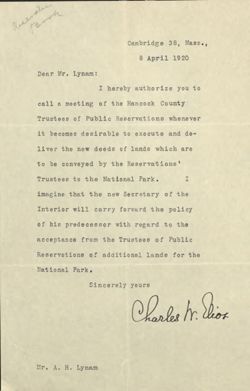 Cambridge 38, Mass.,
8 April 1920
Dear Mr. Lynam:
I hereby authorize you to
call a meeting of the Hancock County
Trustees of Public Reservations whenever
it becomes desirable to execute and de-
liver the new deeds of lands which are
to be conveyed by the Reservations'
Trustees to the National Park. I
imagine that the new Secretary of the
Interior will carry forward the policy
of his predecessor with regard to the
acceptance from the Trustees of Public
Reservations of additional lands for the
National Park.
Sincerely yours
Charles W. Eliot
Mr. A. H. Lynam